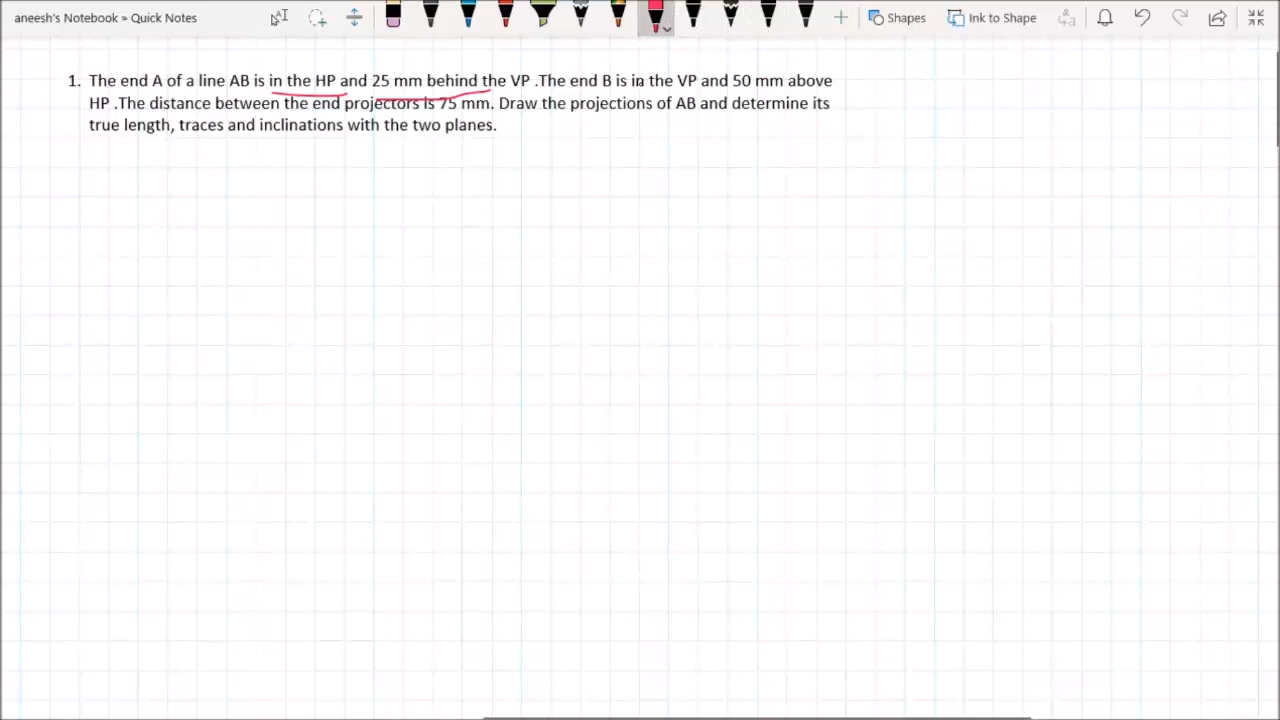 aneesh's Notebook » Quick Notes
Shapes
Ink to Shape
1. The end A of a line AB is in the HP and 25 mm behind the VP .The end B is in the VP and 50 mm above
HP .The distance between the end projectors is 75 mm. Draw the projections of AB and determine its
true length, traces and inclinations with the two planes.